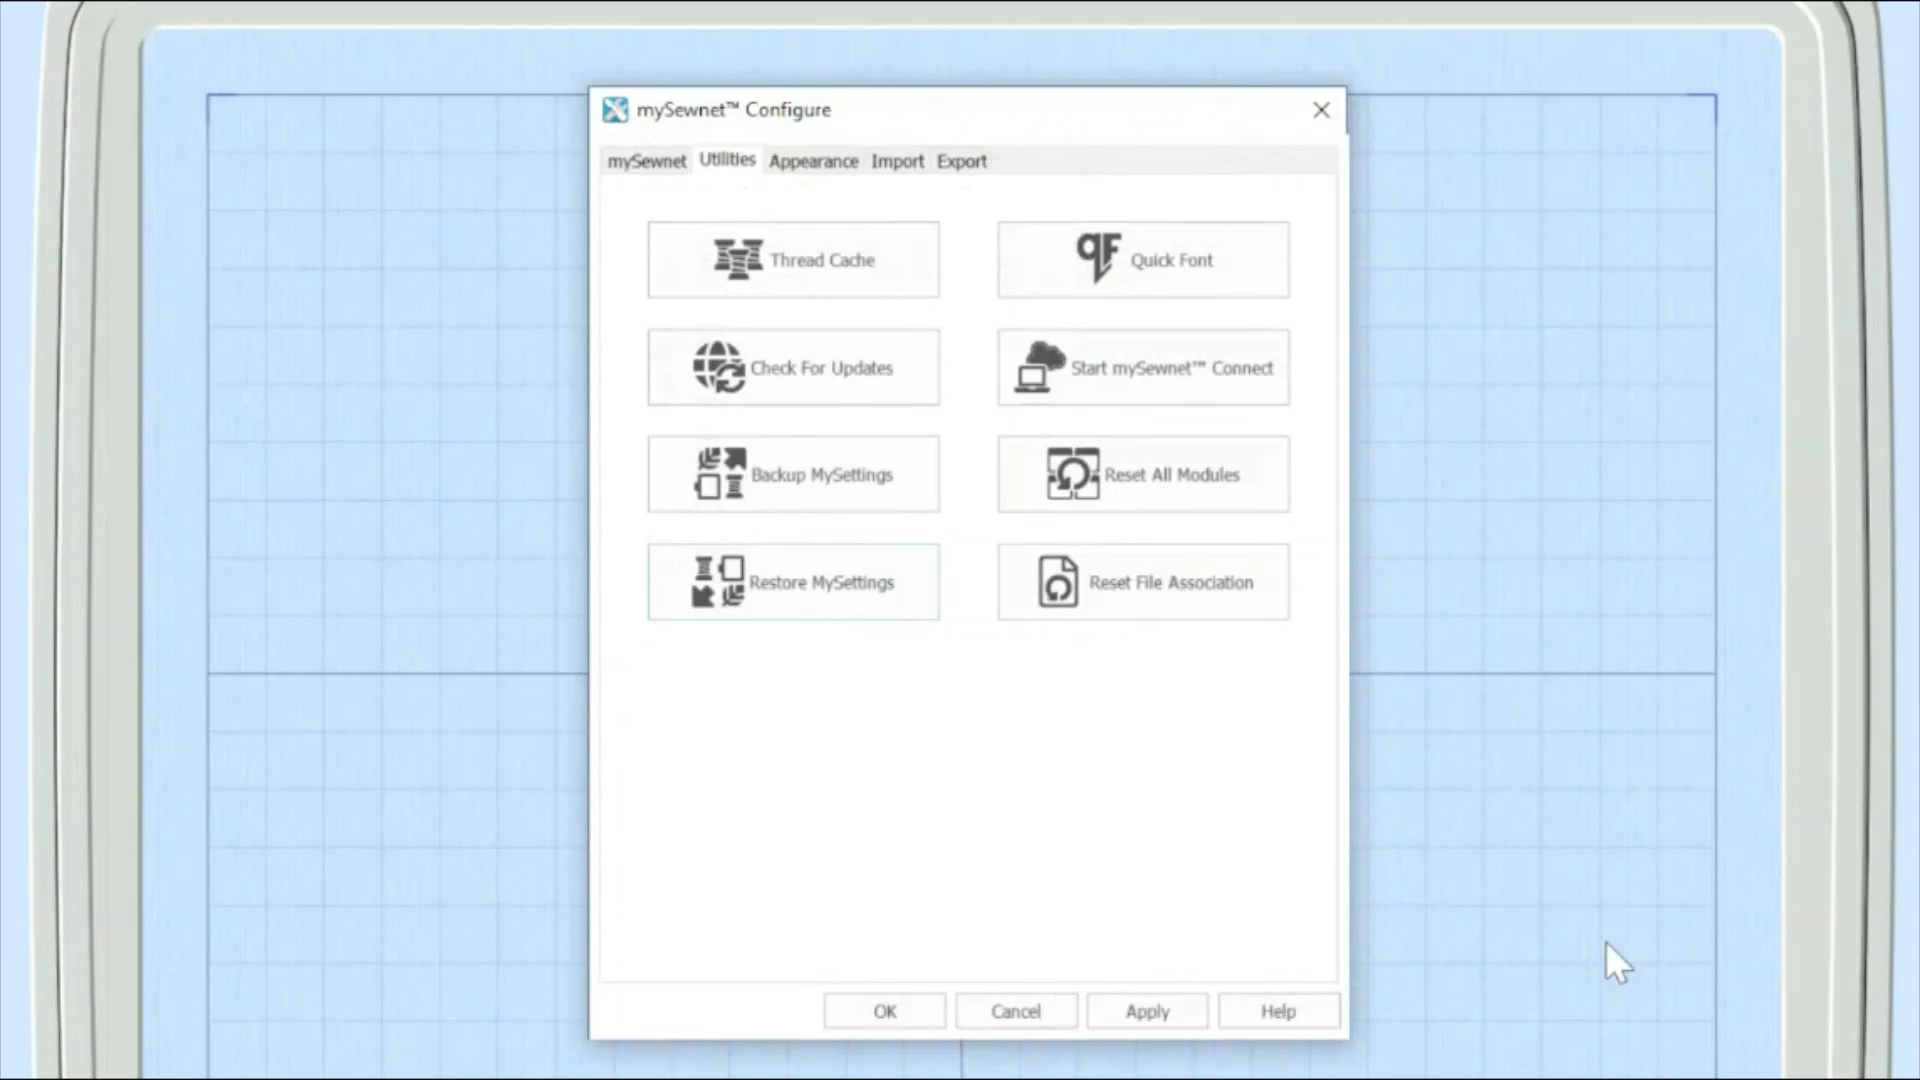 mySewnet™ Configure
mySewnet Utilities Appearance Import Export
Thread Cache
qF Quick Font
Check For Updates
Start mySewnet™ Connect
Backup MySettings
Reset All Modules
Restore MySettings
Reset File Association
OK Cancel Apply Help